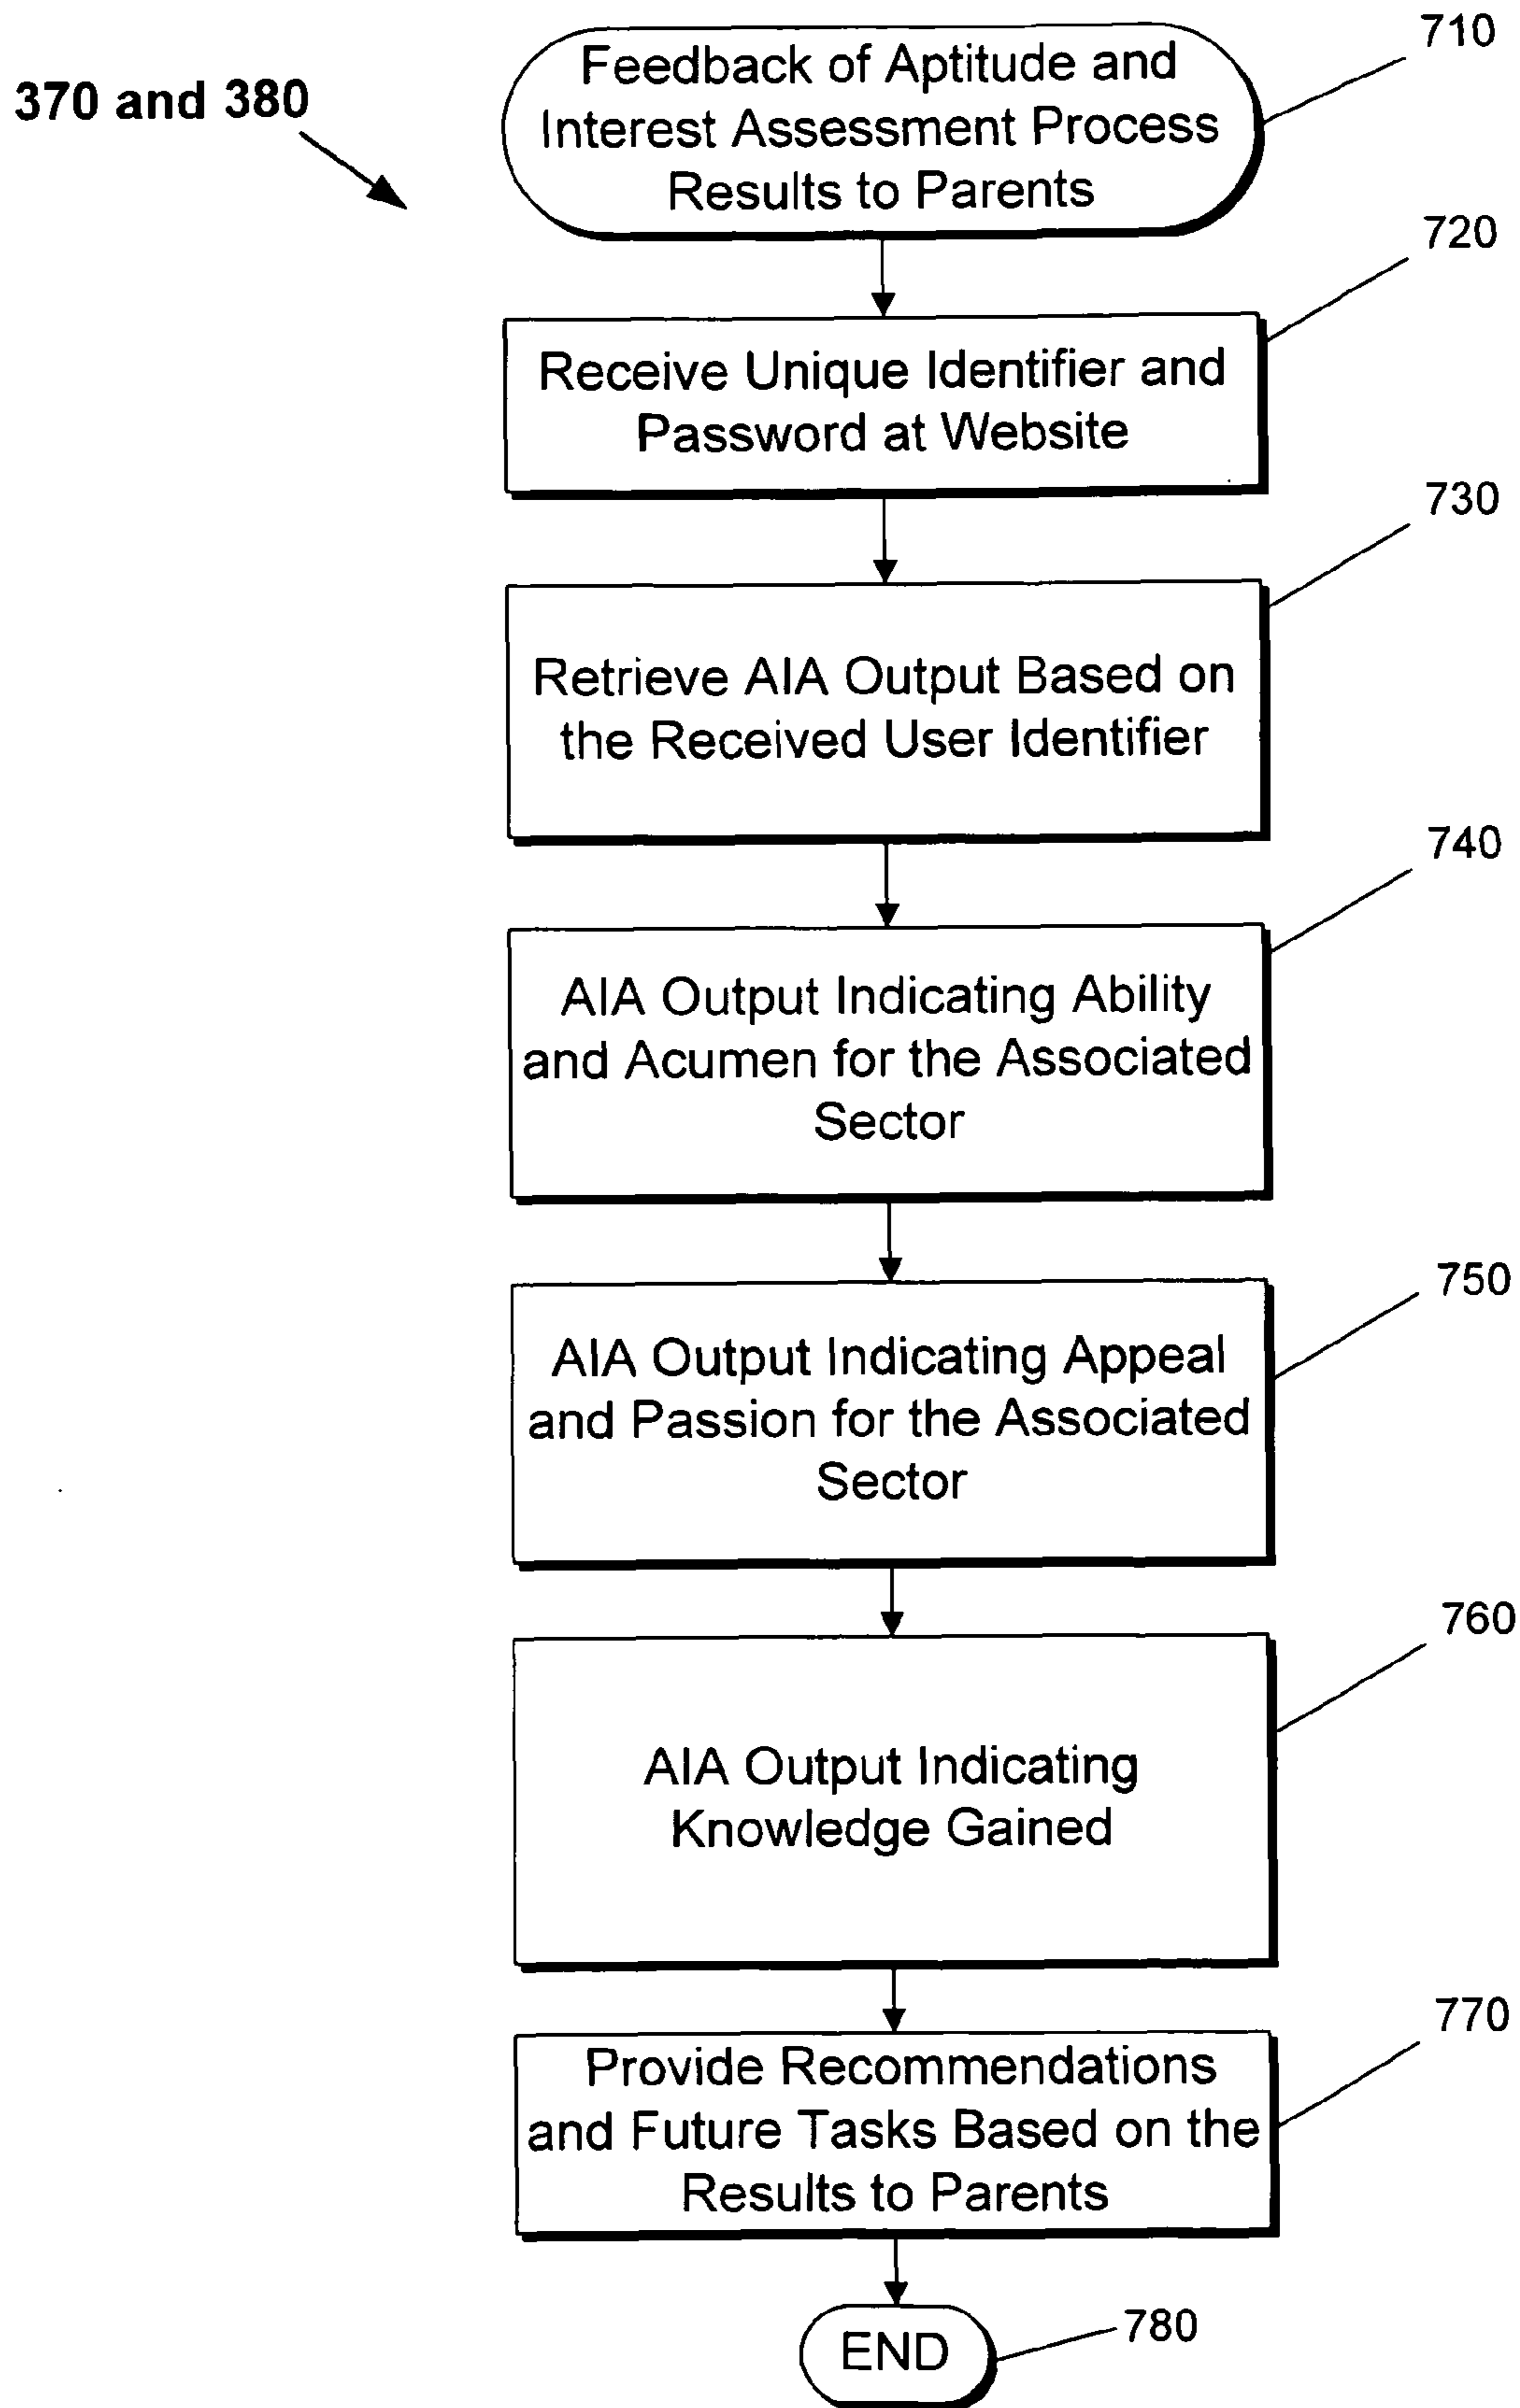 370 and 380
710
Feedback of Aptitude and
Interest Assessment Process
Results to Parents
720
Receive Unique Identifier and
Password at Website
730
Retrieve AIA Output Based on
the Received User Identifier
740
AIA Output Indicating Ability
and Acumen for the Associated
Sector
750
AIA Output Indicating Appeal
and Passion for the Associated
Sector
760
AIA Output Indicating
Knowledge Gained
770
Provide Recommendations
and Future Tasks Based on the
Results to Parents
END
780